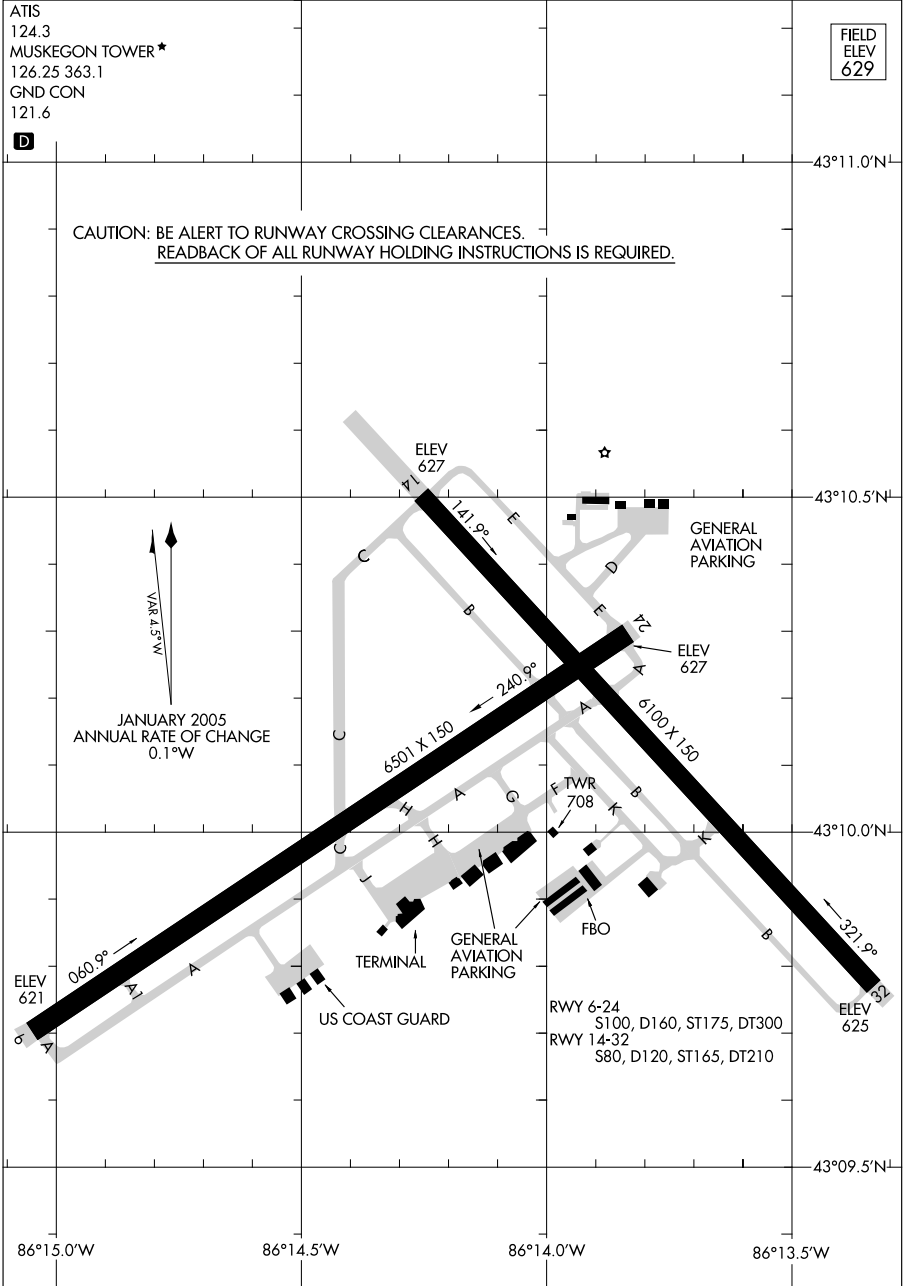 ATIS
124.3
MUSKEGON TOWER★
126.25 363.1
GND CON
121.6
D
FIELD
ELEV
629
43°11.0'N
CAUTION: BE ALERT TO RUNWAY CROSSING CLEARANCES.
READBACK OF ALL RUNWAY HOLDING INSTRUCTIONS IS REQUIRED.
ELEV
627
14
141.9°
E
43°10.5'N
GENERAL
AVIATION
PARKING
C
D
B
E
24
VAR 4.5°W
ELEV
627
A
240.9°
A
6100 X 150
JANUARY 2005
ANNUAL RATE OF CHANGE
0.1°W
C
6501 X 150
TWR
708
H
A
G
F
K
B
43°10.0'N
C
H
K
J
FBO
TERMINAL
GENERAL
AVIATION
PARKING
B
321.9°
060.9°
A
A1
ELEV
621
US COAST GUARD
32
ELEV
625
6
A
RWY 6-24
S100, D160, ST175, DT300
RWY 14-32
S80, D120, ST165, DT210
43°09.5'N
86°15.0'W
86°14.5'W
86°14.0'W
86°13.5'W